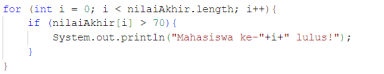 for (int i = 0; i < nilaiAkhir.length; i++){
    if (nilaiAkhir[i] > 70){
        System.out.println("Mahasiswa ke-"+i+" lulus!");
    }
}